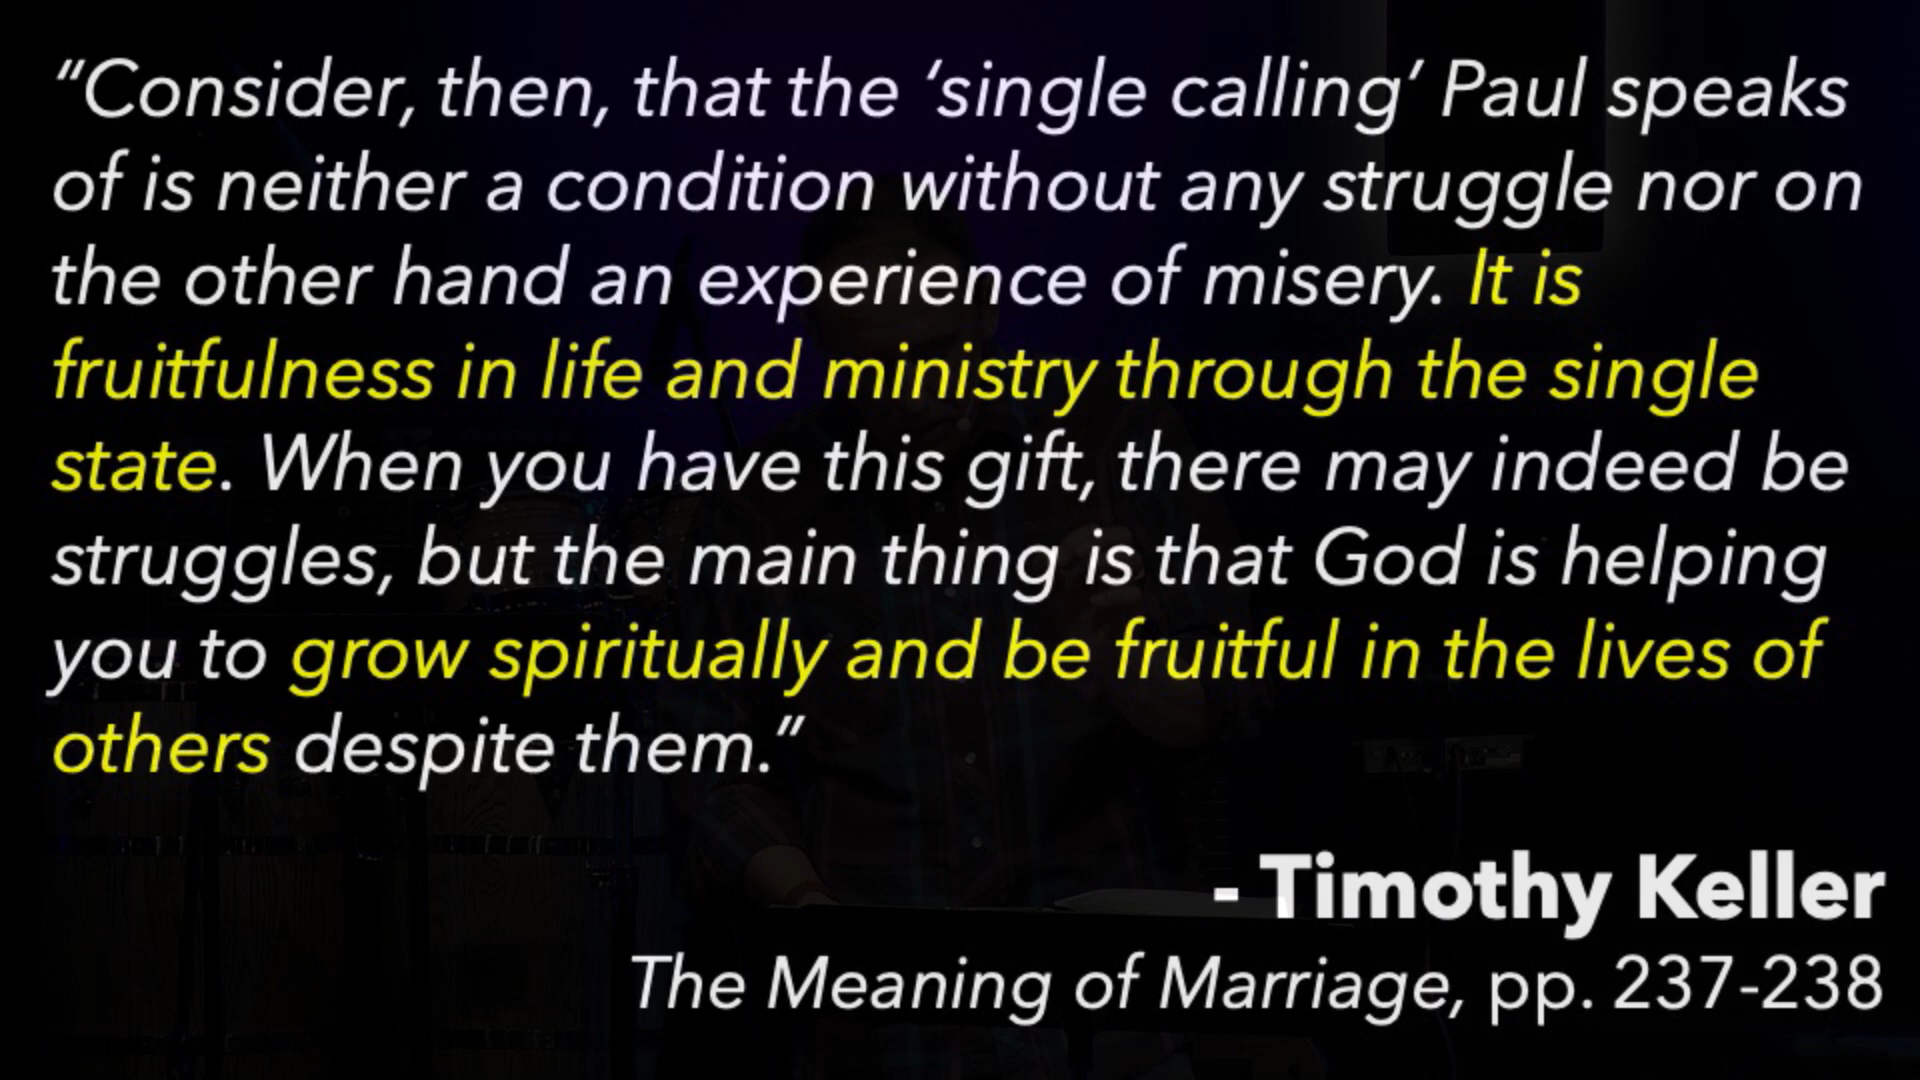 “Consider, then, that the ‘single calling’ Paul speaks
of is neither a condition without any struggle nor on
the other hand an experience of misery. It is
fruitfulness in life and ministry through the single
state. When you have this gift, there may indeed be
struggles, but the main thing is that God is helping
you to grow spiritually and be fruitful in the lives of
others despite them.”
- Timothy Keller
The Meaning of Marriage, pp. 237-238